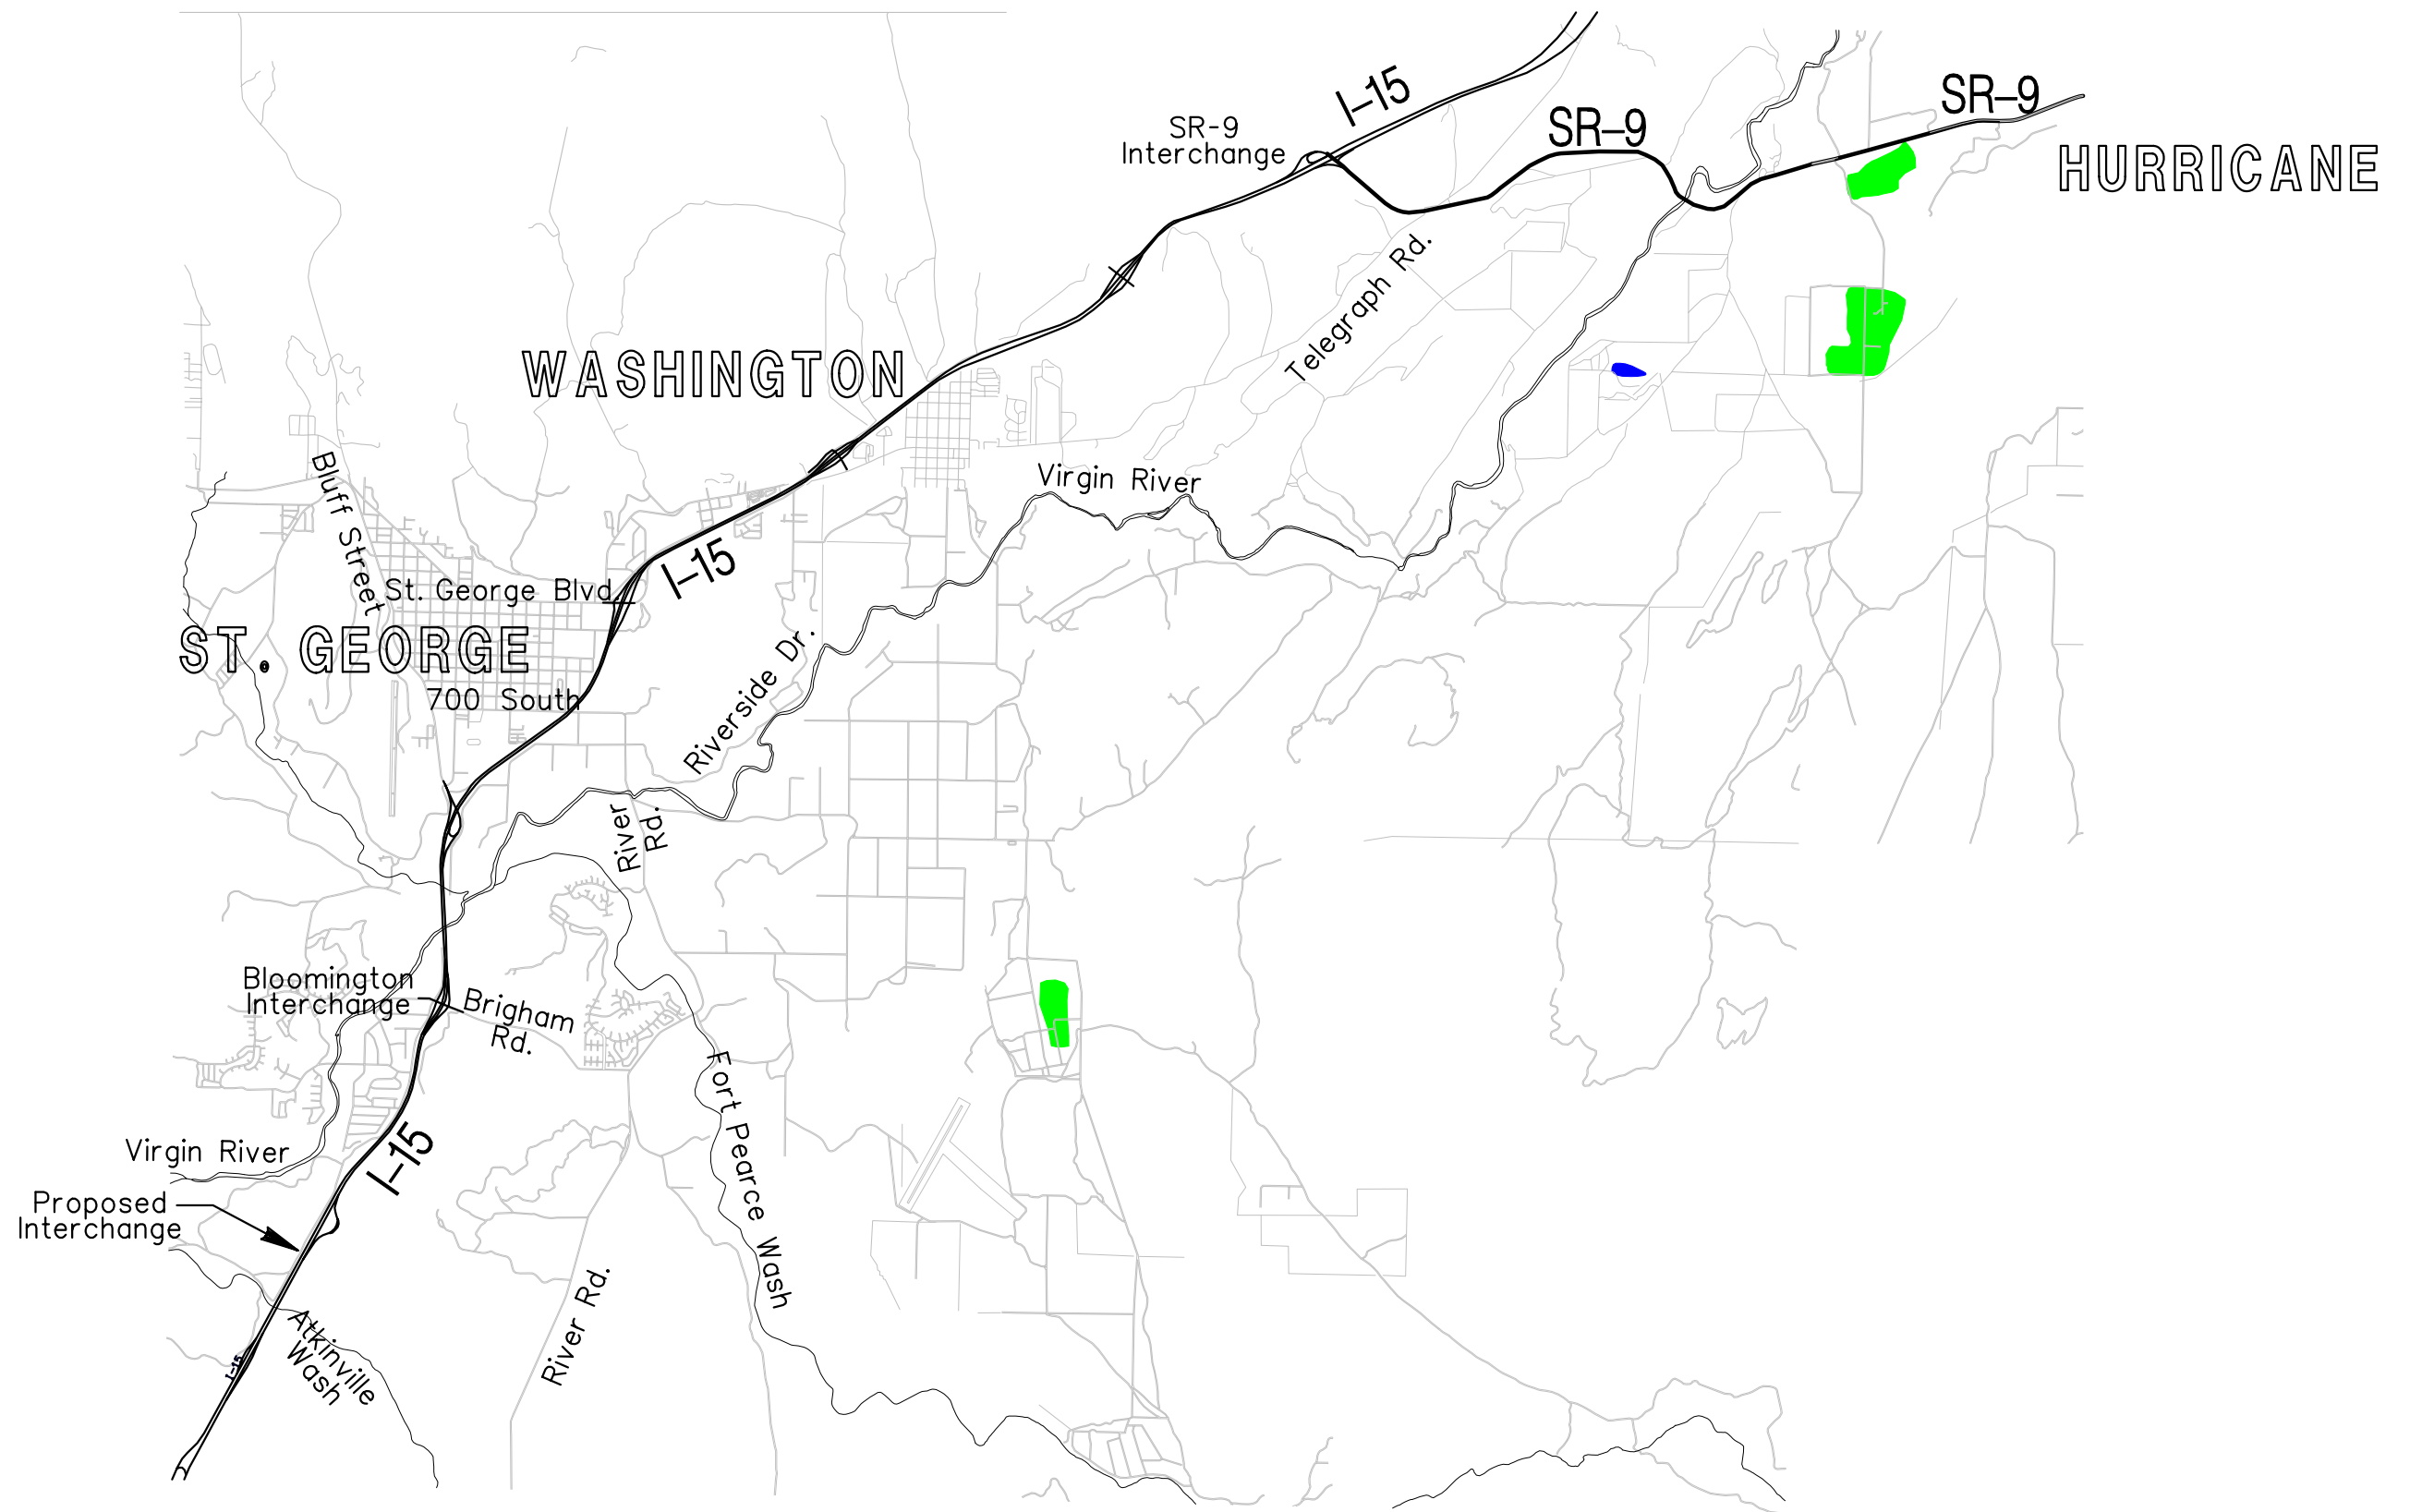 I-15
SR-9
SR-9
SR-9
Interchange
HURRICANE
Telegraph Rd.
WASHINGTON
Bluff Street
Virgin River
I-15
St. George Blvd.
ST. GEORGE
700 South
Riverside Dr.
River
Rd.
Bloomington
Interchange
Brigham
Rd.
Fort Pearce Wash
I-15
Virgin River
Proposed
Interchange
River Rd.
Atkinville
Wash
I-15